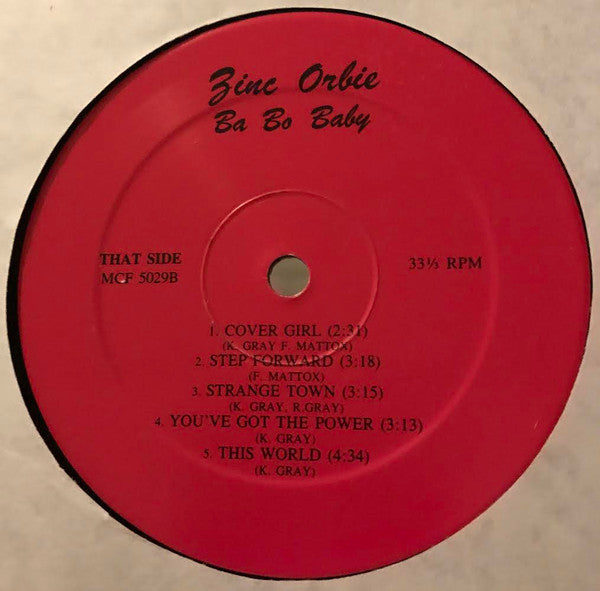 Zinc Orbie
Ba Bo Baby
THAT SIDE
MCF 5029B
33⅓ RPM
1. COVER GIRL (2:31)
(K. GRAY F. MATTOX)
2. STEP FORWARD (3:18)
(F. MATTOX)
3. STRANGE TOWN (3:15)
(K. GRAY, R.GRAY)
4. YOU'VE GOT THE POWER (3:13)
(K. GRAY)
5. THIS WORLD (4:34)
(K. GRAY)